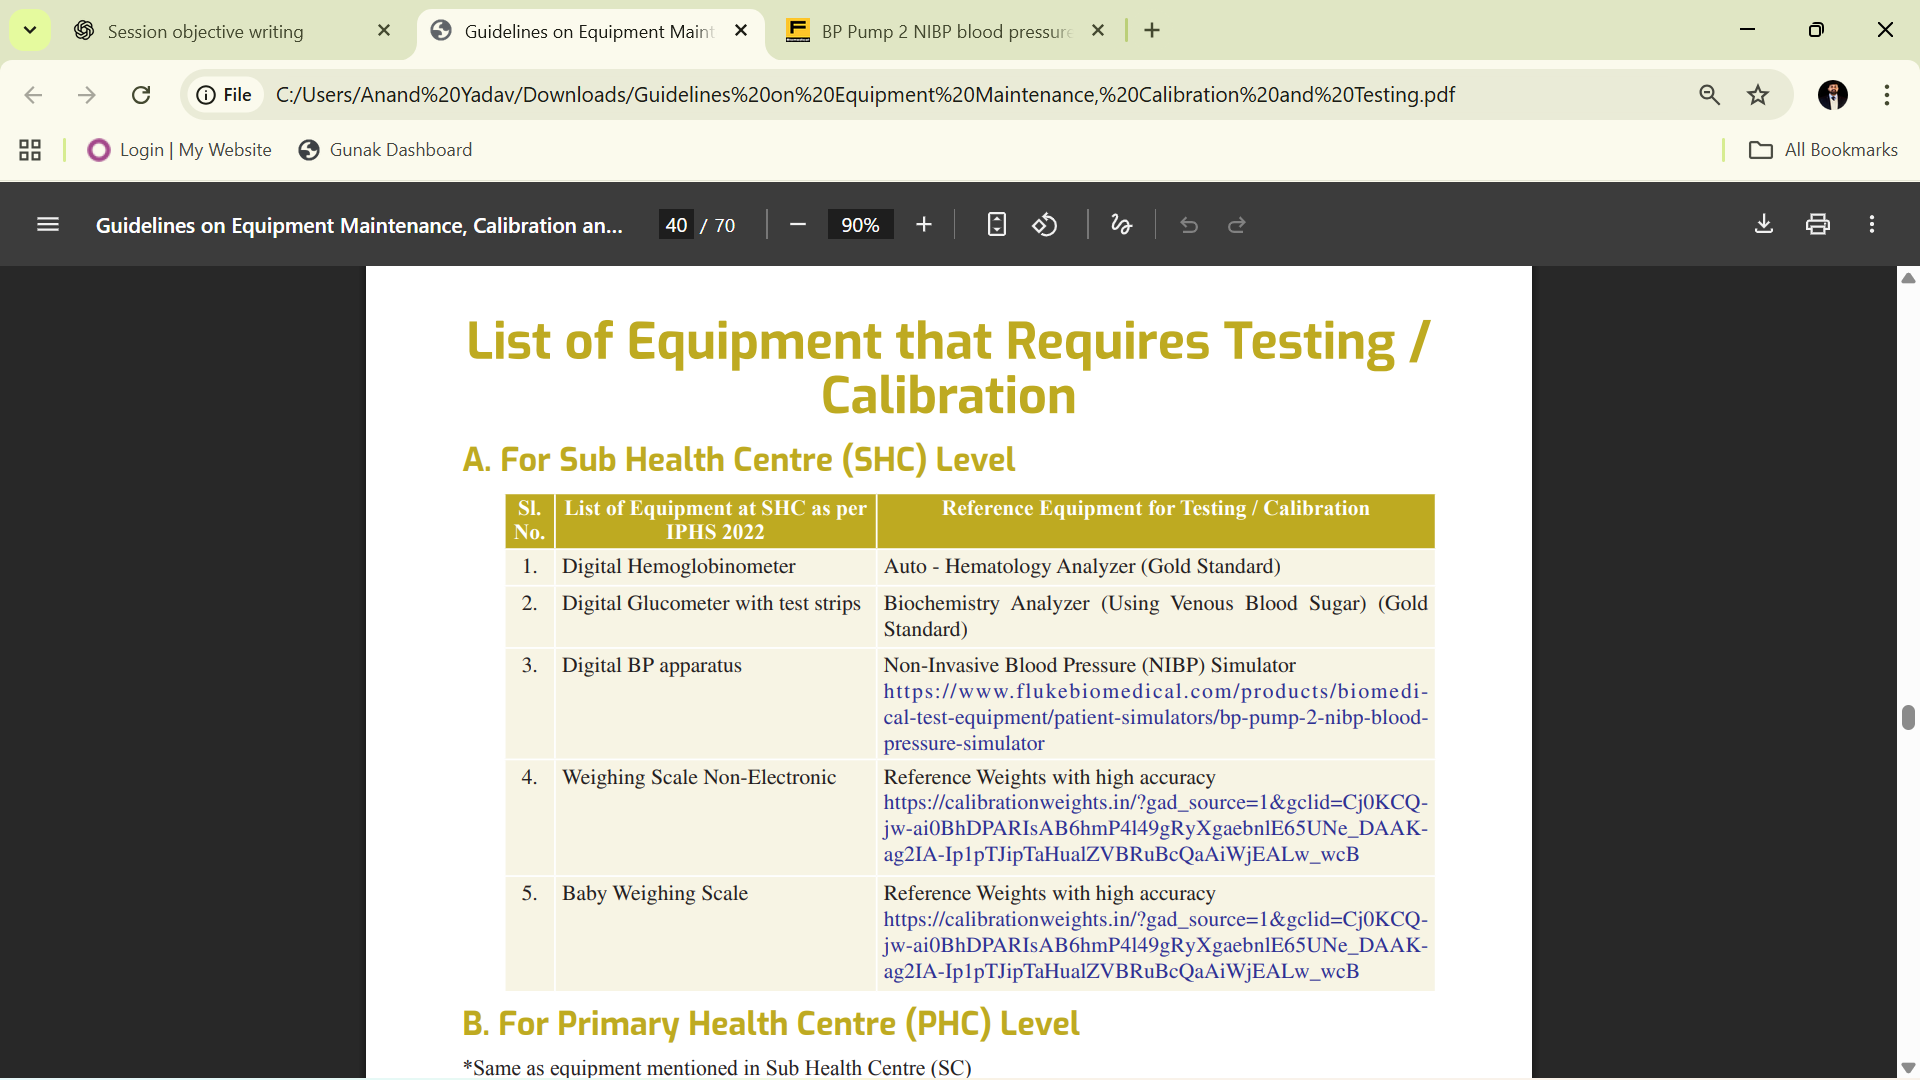 Session objective writing
Guidelines on Equipment Maint
BP Pump 2 NIBP blood pressure
File
C:/Users/Anand%20Yadav/Downloads/Guidelines%20on%20Equipment%20Maintenance,%20Calibration%20and%20Testing.pdf
Login | My Website
Gunak Dashboard
All Bookmarks
Guidelines on Equipment Maintenance, Calibration an...
40 / 70
90%
List of Equipment that Requires Testing /
Calibration
A. For Sub Health Centre (SHC) Level
Sl. No.
List of Equipment at SHC as per IPHS 2022
Reference Equipment for Testing / Calibration
1.
Digital Hemoglobinometer
Auto - Hematology Analyzer (Gold Standard)
2.
Digital Glucometer with test strips
Biochemistry Analyzer (Using Venous Blood Sugar) (Gold
Standard)
3.
Digital BP apparatus
Non-Invasive Blood Pressure (NIBP) Simulator
https://www.flukebiomedical.com/products/biomedi-
cal-test-equipment/patient-simulators/bp-pump-2-nibp-blood-
pressure-simulator
4.
Weighing Scale Non-Electronic
Reference Weights with high accuracy
https://calibrationweights.in/?gad_source=1&gclid=Cj0KCQ-
jw-ai0BhDPARIsAB6hmP4l49gRyXgaebnlE65UNe_DAAK-
ag2IA-Ip1pTJipTaHualZVBRuBcQaAiWjEALw_wcB
5.
Baby Weighing Scale
Reference Weights with high accuracy
https://calibrationweights.in/?gad_source=1&gclid=Cj0KCQ-
jw-ai0BhDPARIsAB6hmP4l49gRyXgaebnlE65UNe_DAAK-
ag2IA-Ip1pTJipTaHualZVBRuBcQaAiWjEALw_wcB
B. For Primary Health Centre (PHC) Level
*Same as equipment mentioned in Sub Health Centre (SC)